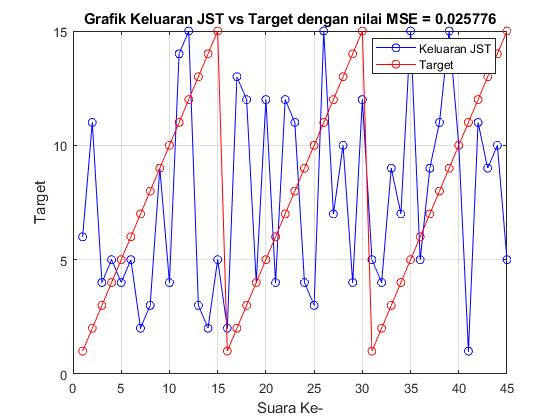 Grafik Keluaran JST vs Target dengan nilai MSE = 0.025776
15
10
5
0
Target
Keluaran JST
Target
0 5 10 15 20 25 30 35 40 45
Suara Ke-